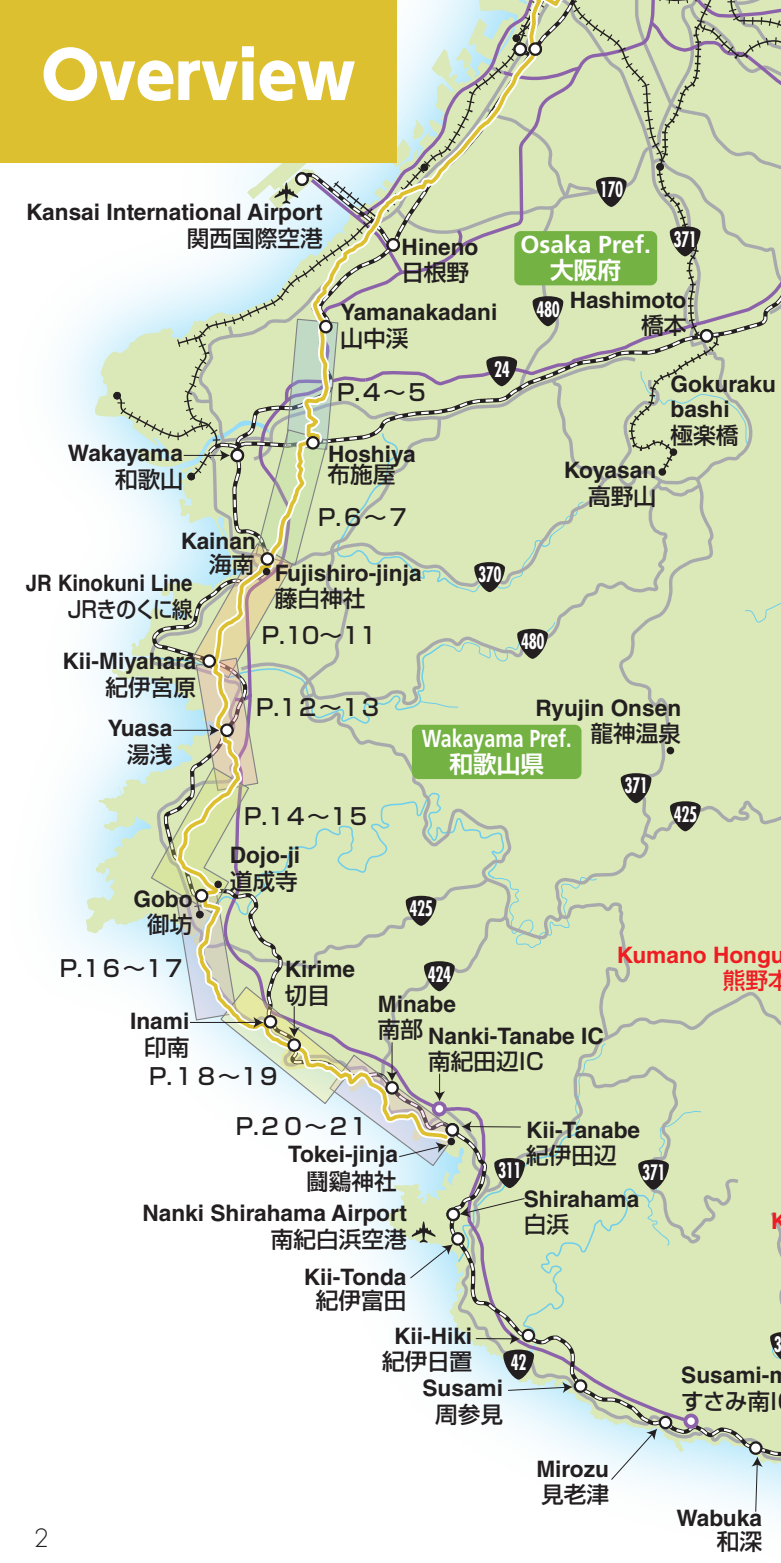 Overview
170
Kansai International Airport
関西国際空港
371
Hineno
日根野
Osaka Pref.
大阪府
480
Hashimoto
橋本
Yamanakadani
山中渓
24
P.4～5
Gokuraku
bashi
極楽橋
Wakayama
和歌山
Hoshiya
布施屋
Koyasan
高野山
P.6～7
Kainan
海南
Fujishiro-jinja
藤白神社
370
JR Kinokuni Line
JRきのくに線
P.10～11
480
Kii-Miyahara
紀伊宮原
P.12～13
Ryujin Onsen
龍神温泉
Yuasa
湯浅
Wakayama Pref.
和歌山県
371
425
P.14～15
Dojo-ji
道成寺
Gobo
御坊
425
P.16～17
Kirime
切目
424
Kumano Hongu
熊野本
Minabe
南部
Inami
印南
Nanki-Tanabe IC
南紀田辺IC
P.18～19
P.20～21
Kii-Tanabe
紀伊田辺
Tokei-jinja
闘鶏神社
311
371
Shirahama
白浜
Nanki Shirahama Airport
南紀白浜空港
K
Kii-Tonda
紀伊富田
Kii-Hiki
紀伊日置
42
3
Susami
周参見
Susami-m
すさみ南I
Mirozu
見老津
Wabuka
和深
2